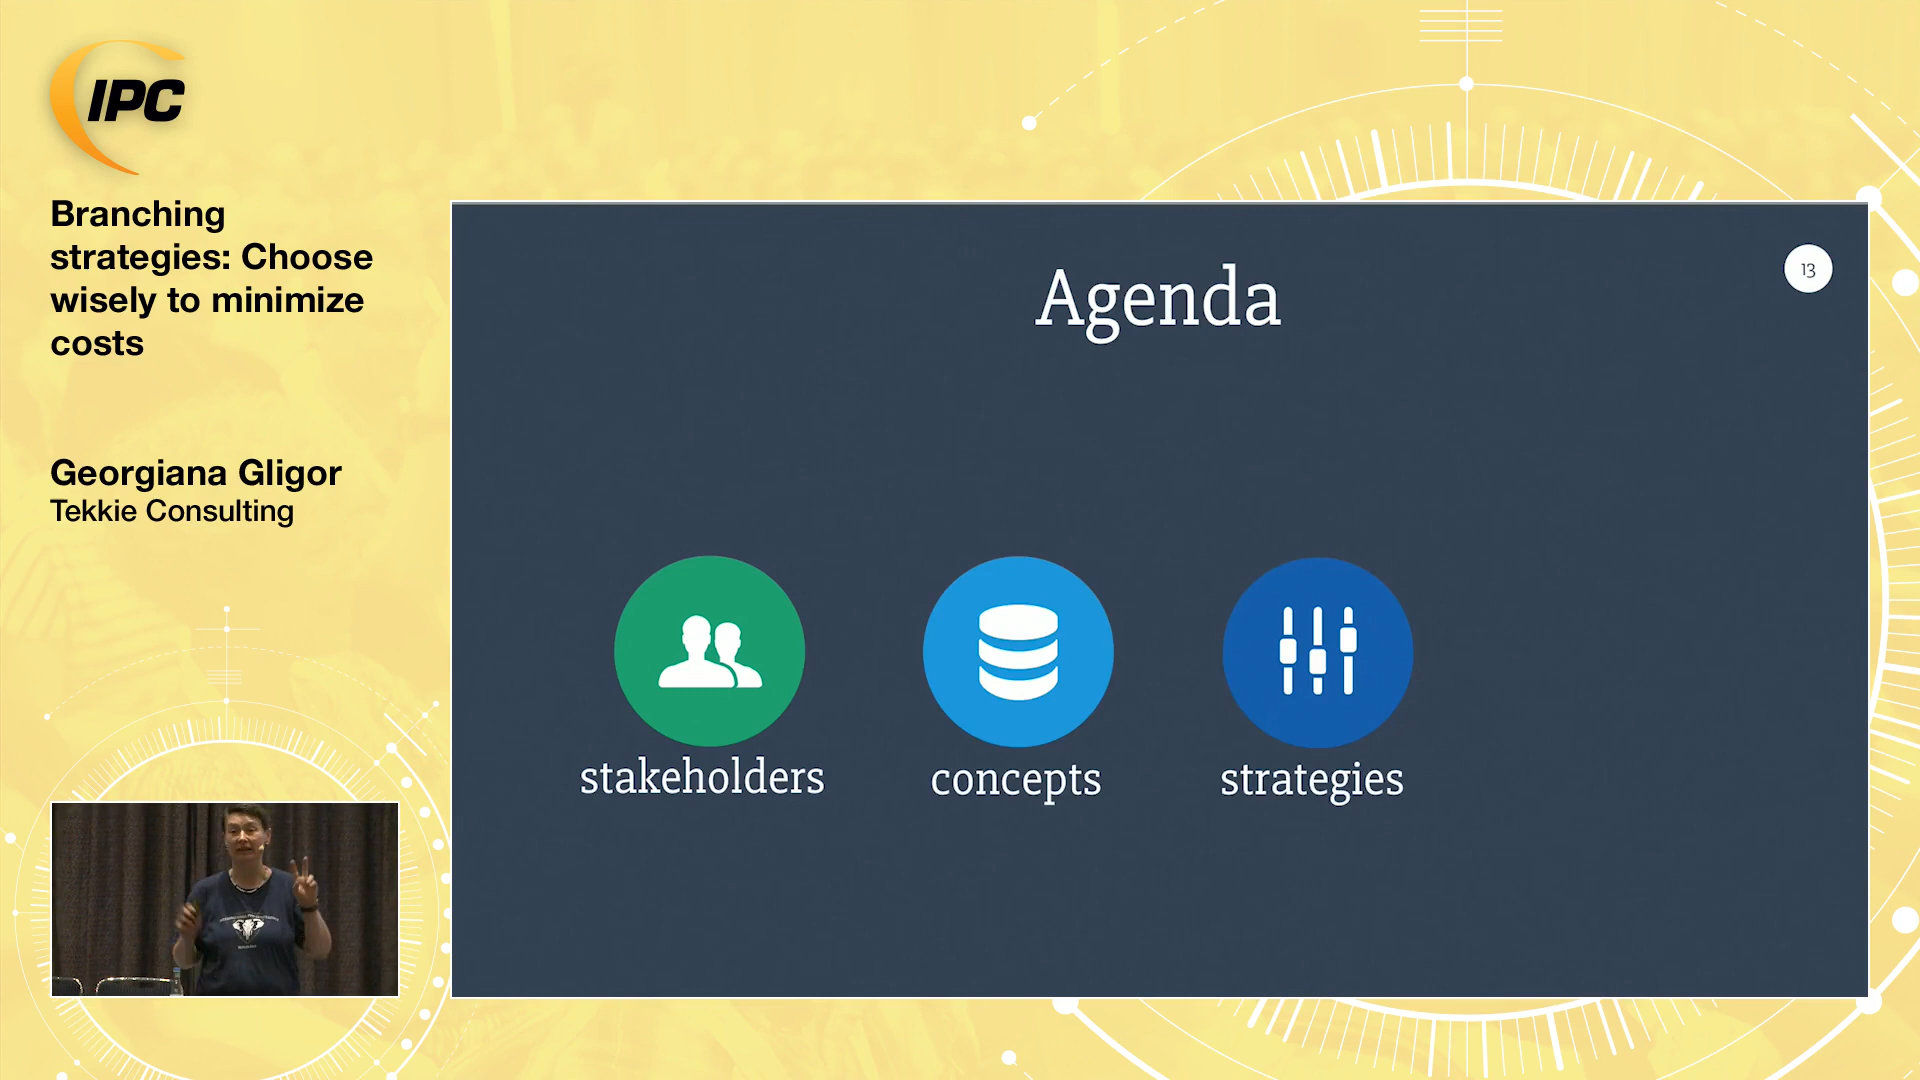 IPC
Branching
strategies: Choose
wisely to minimize
costs
Georgiana Gligor
Tekkie Consulting
Agenda
13
stakeholders
concepts
strategies